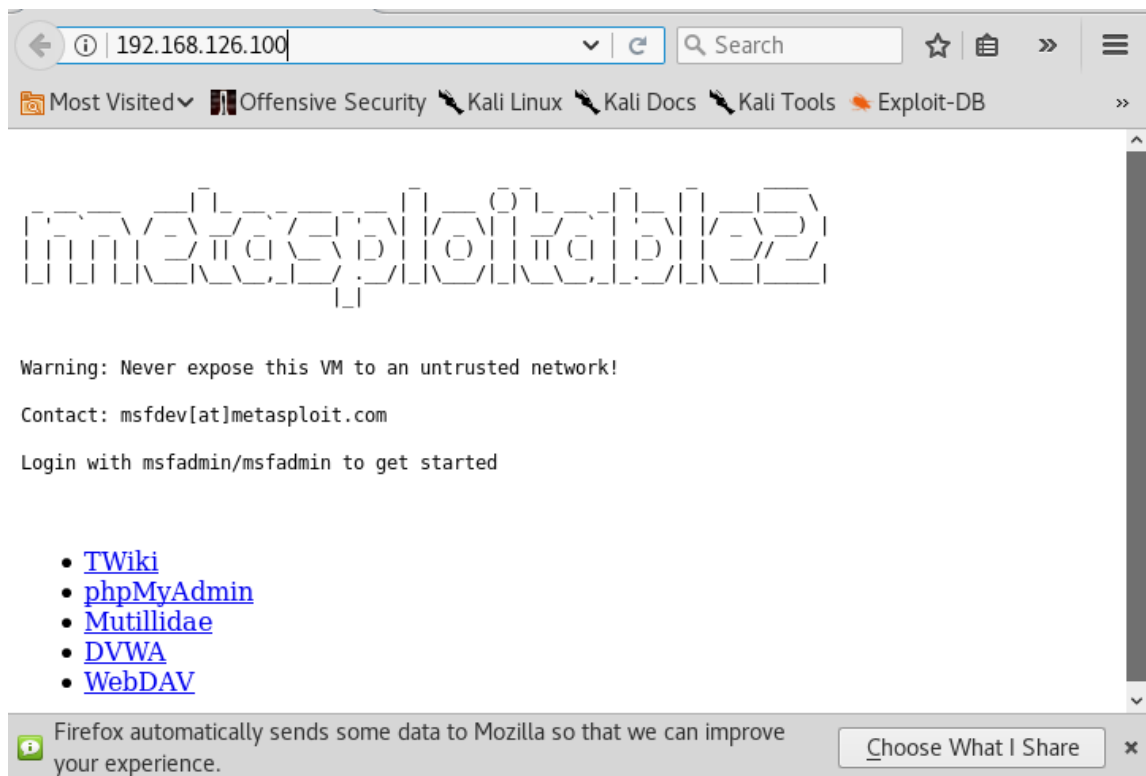 192.168.126.100 Search
Most Visited Offensive Security Kali Linux Kali Docs Kali Tools Exploit-DB »
metasploitable2
Warning: Never expose this VM to an untrusted network!
Contact: msfdev[at]metasploit.com
Login with msfadmin/msfadmin to get started
• TWiki
• phpMyAdmin
• Mutillidae
• DVWA
• WebDAV
Firefox automatically sends some data to Mozilla so that we can improve
your experience.
Choose What I Share